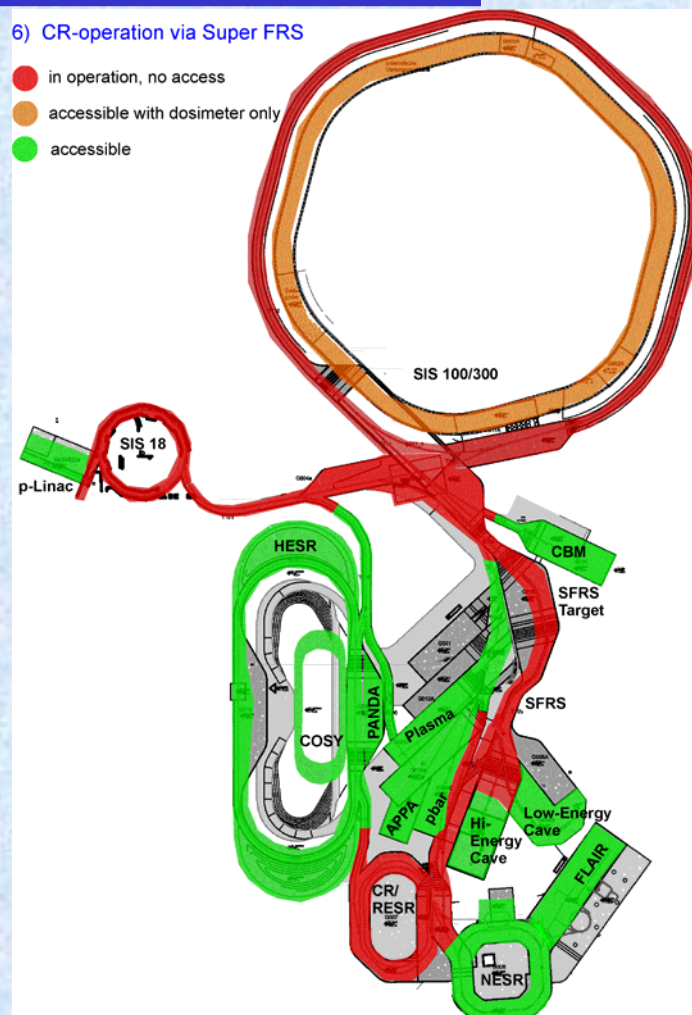 6) CR-operation via Super FRS
in operation, no access
accessible with dosimeter only
accessible
SIS 100/300
SIS 18
p-Linac
HESR
CBM
SFRS
Target
SFRS
PANDA
COSY
Plasma
APPA
pbar
Hi-
Energy
Cave
Low-Energy
Cave
FLAIR
CR/
RESR
NESR